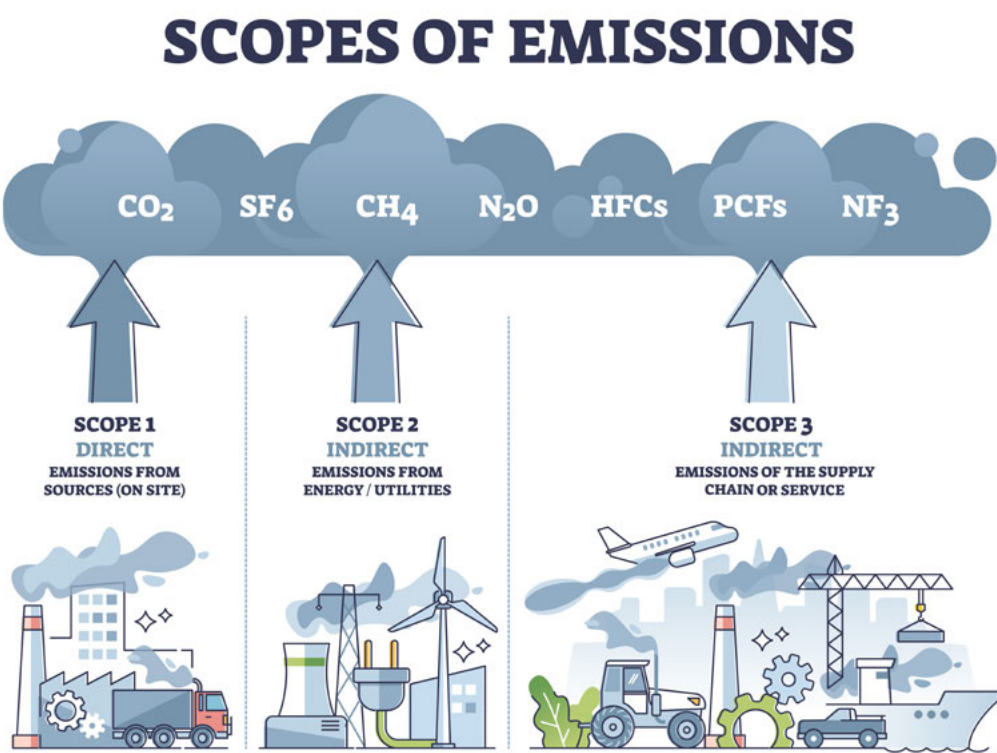 SCOPES OF EMISSIONS
CO₂ SF₆ CH₄ N₂O HFCs PCFs NF₃
SCOPE 1
DIRECT
EMISSIONS FROM
SOURCES (ON SITE)
SCOPE 2
INDIRECT
EMISSIONS FROM
ENERGY / UTILITIES
SCOPE 3
INDIRECT
EMISSIONS OF THE SUPPLY
CHAIN OR SERVICE